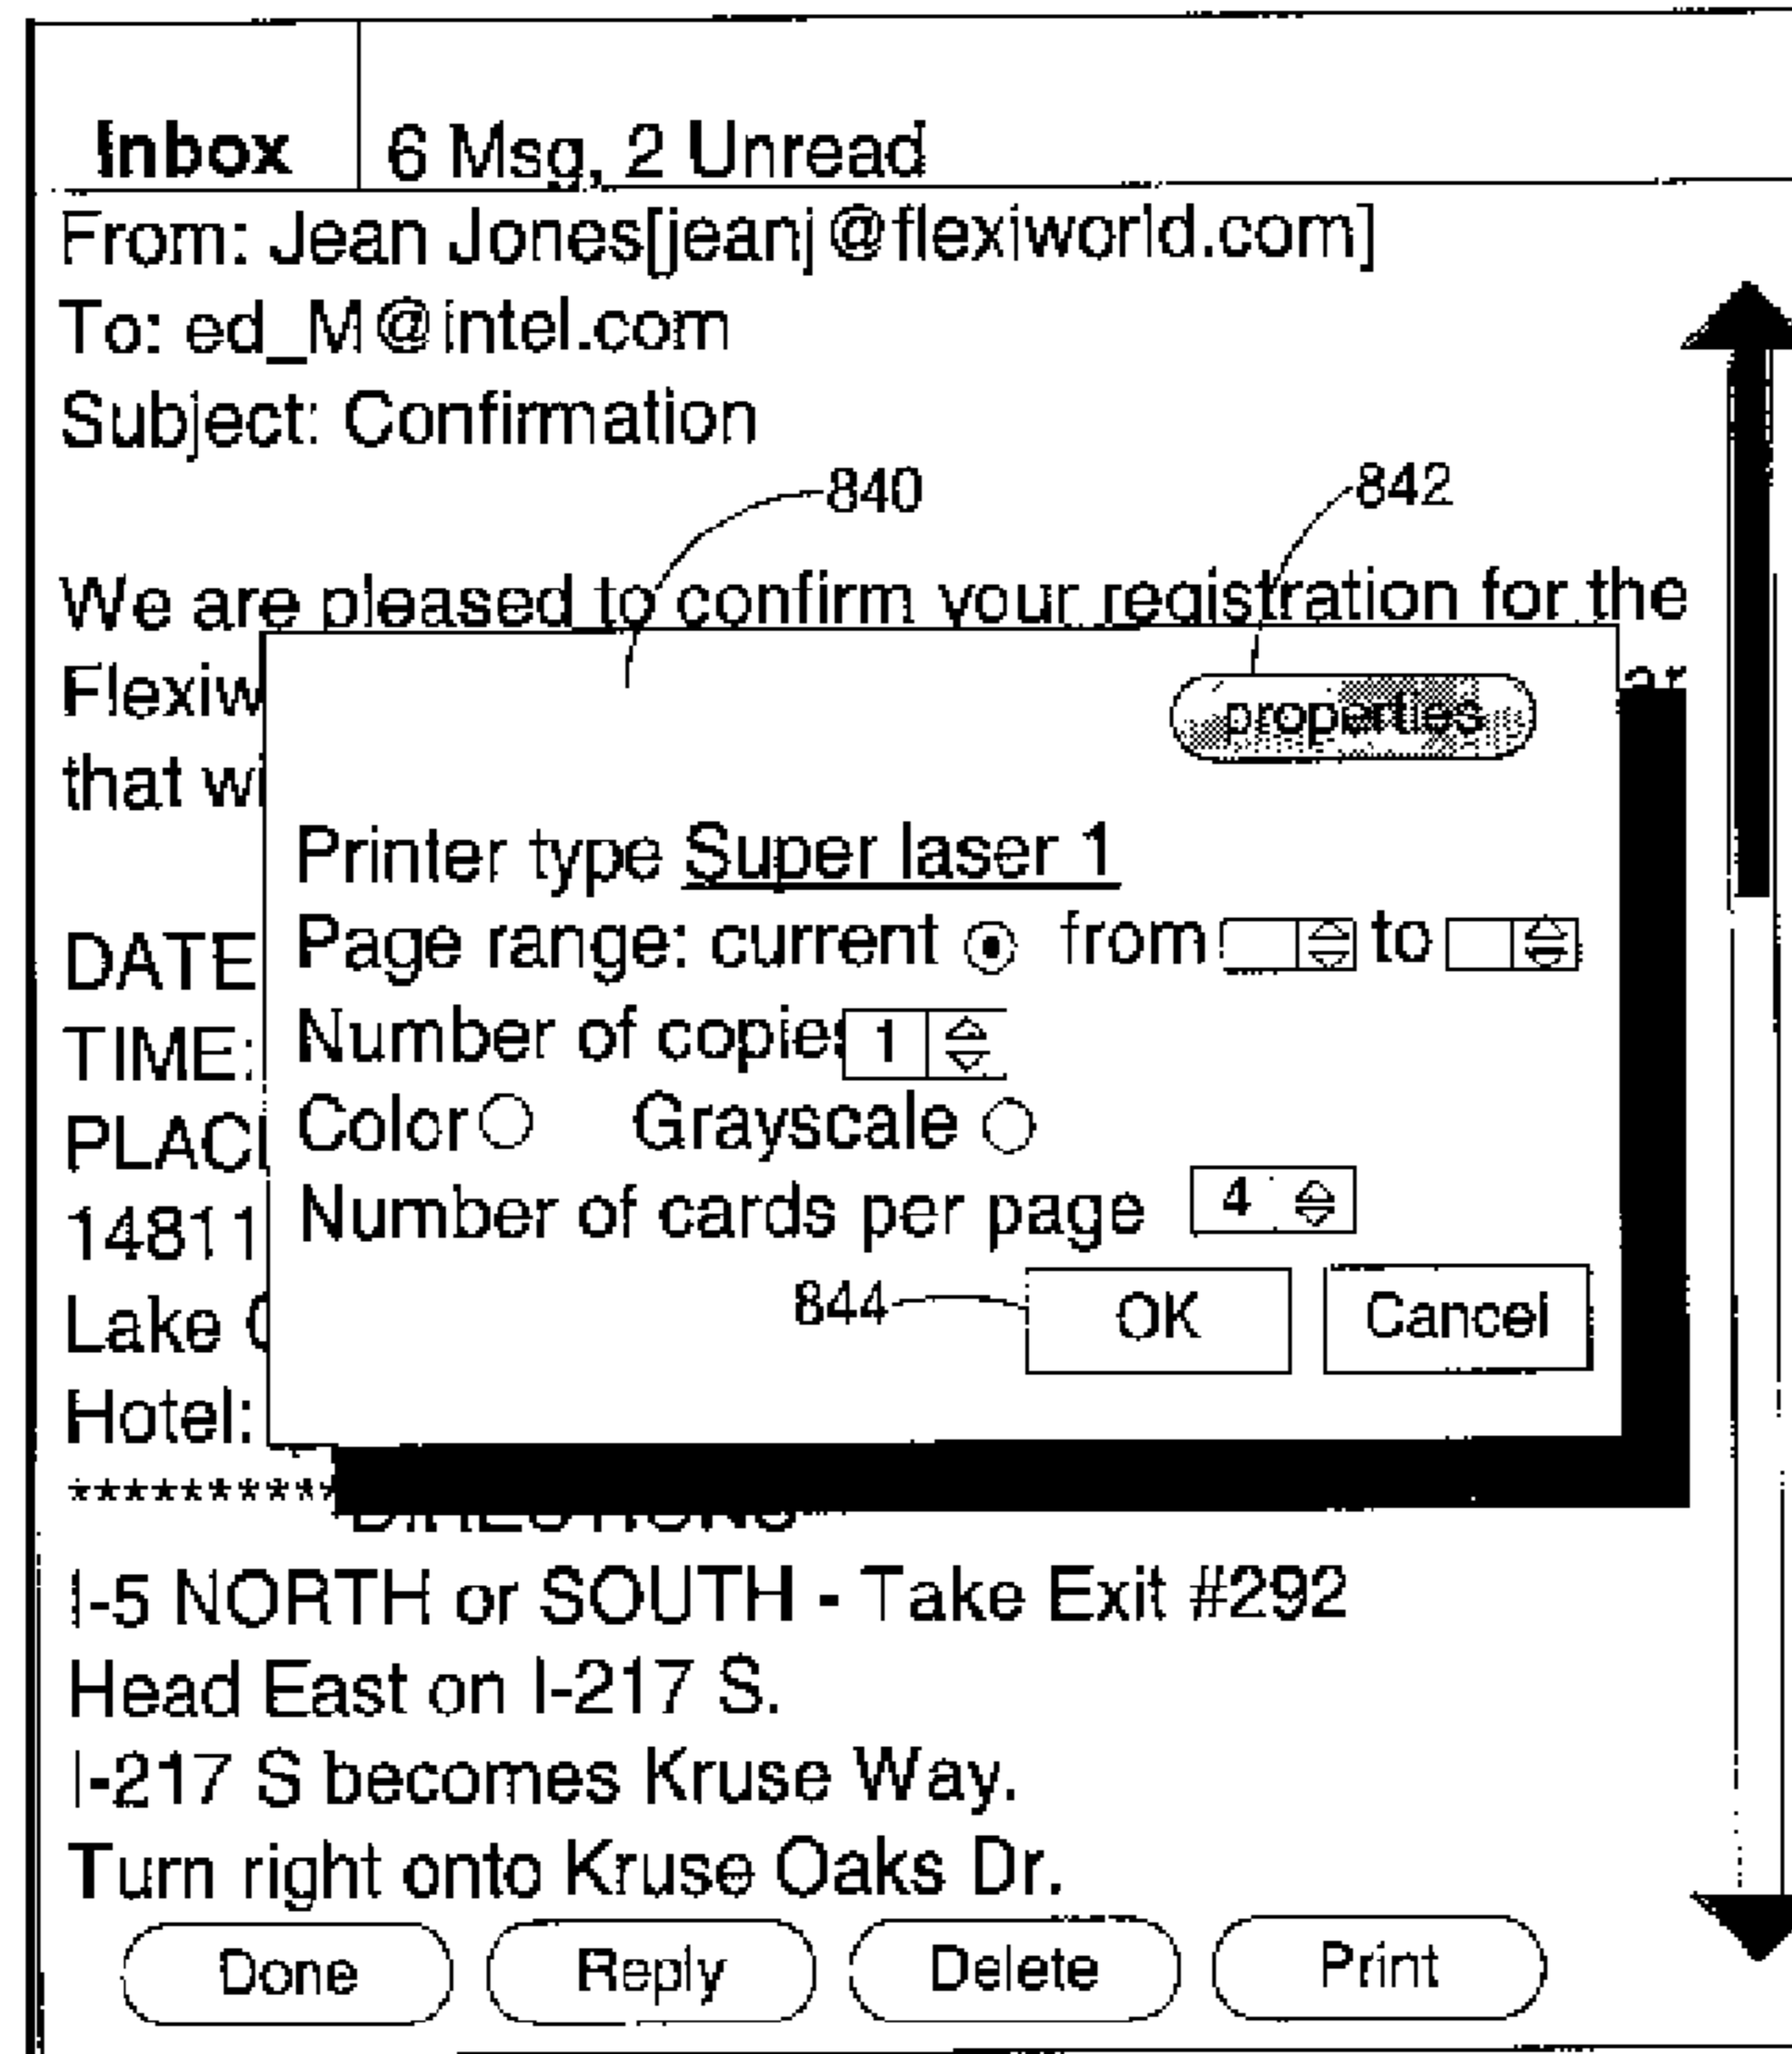 Inbox 6 Msg, 2 Unread
From: Jean Jones[jeanj@flexiworld.com]
To: ed_M@intel.com
Subject: Confirmation
840 842
We are pleased to confirm your registration for the
properties
that
Printer type Super laser 1
DATE
Page range: current from to
TIME:
Number of copies 1
Color Grayscale
14811
Number of cards per page 4
Lake
844 OK Cancel
Hotel:
**********
DIRECTIONS
I-5 NORTH or SOUTH - Take Exit #292
Head East on I-217 S.
I-217 S becomes Kruse Way.
Turn right onto Kruse Oaks Dr.
Done Reply Delete Print